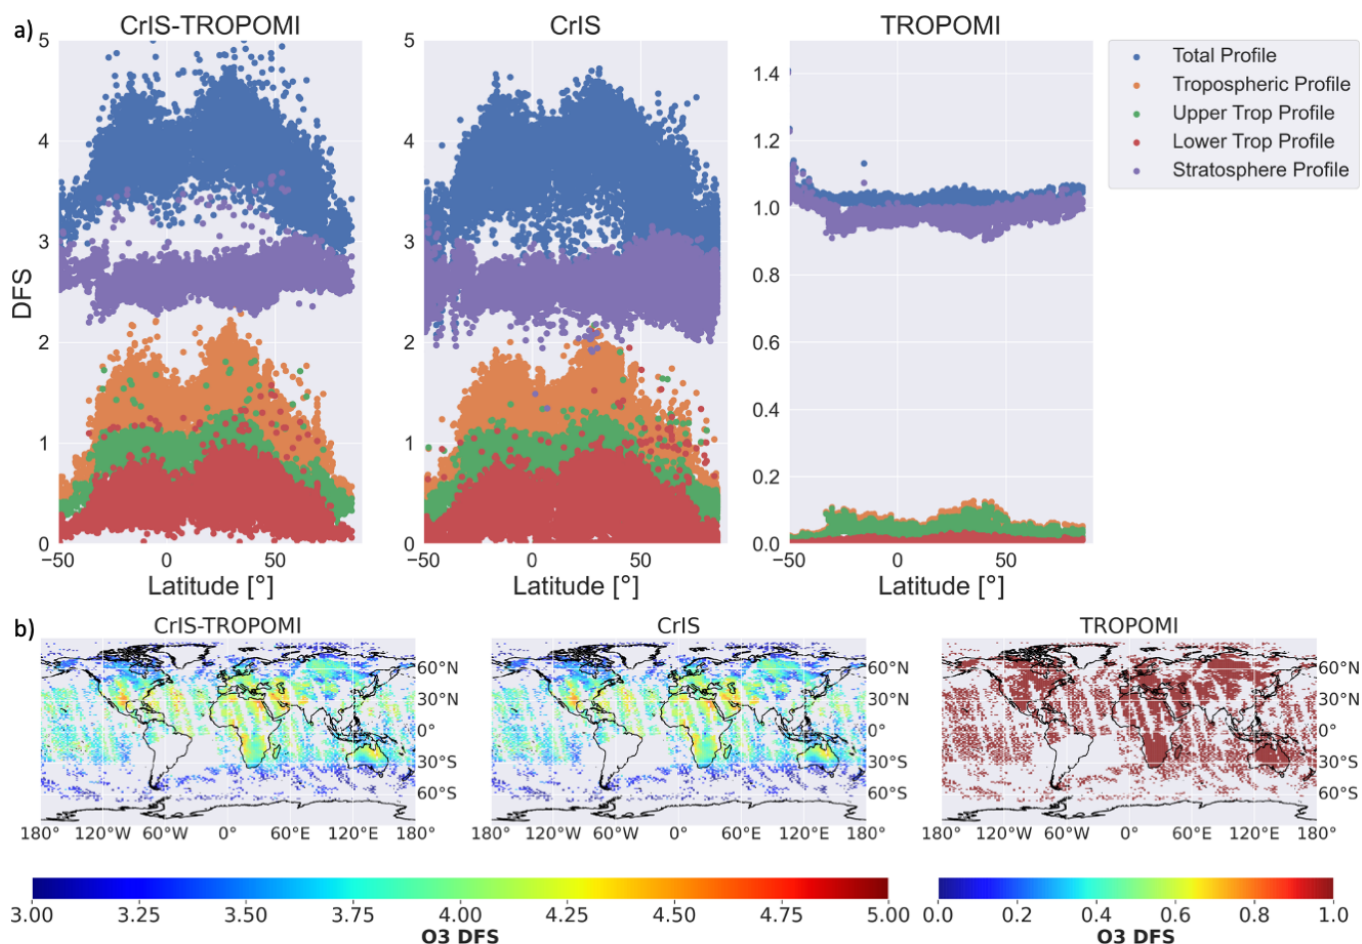 a)
CrIS-TROPOMI
CrIS
TROPOMI
5
4
3
2
1
0
DFS
−50
0
50
Latitude [°]
−50
0
50
Latitude [°]
5
4
3
2
1
0
1.4
1.2
1.0
0.8
0.6
0.4
0.2
0.0
−50
0
50
Latitude [°]
Total Profile
Tropospheric Profile
Upper Trop Profile
Lower Trop Profile
Stratosphere Profile
b)
CrIS-TROPOMI
60°N
30°N
0°
30°S
60°S
180°
120°W
60°W
0°
60°E
120°E
180°
CrIS
60°N
30°N
0°
30°S
60°S
180°
120°W
60°W
0°
60°E
120°E
180°
TROPOMI
60°N
30°N
0°
30°S
60°S
180°
120°W
60°W
0°
60°E
120°E
180°
3.00 3.25 3.50 3.75 4.00 4.25 4.50 4.75 5.00
O3 DFS
0.0 0.2 0.4 0.6 0.8 1.0
O3 DFS